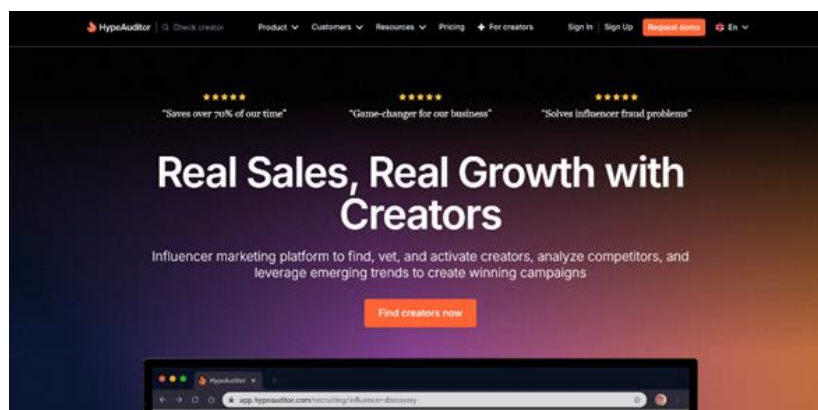 HypeAuditor Check creator Product Customers Resources Pricing For creators Sign In Sign Up Request demo En
"Saves over 70% of our time" "Game-changer for our business" "Solves influencer fraud problems"
Real Sales, Real Growth with
Creators
Influencer marketing platform to find, vet, and activate creators, analyze competitors, and
leverage emerging trends to create winning campaigns
Find creators now
HypeAuditor
app.hypeauditor.com/recruiting/influencer-discovery